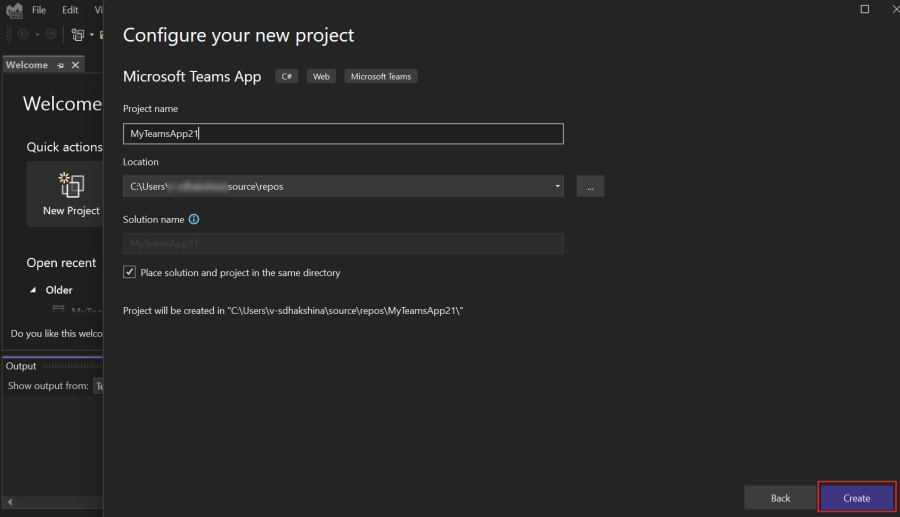 File Edit Vi
Configure your new project
Welcome
Microsoft Teams App C# Web Microsoft Teams
Welcome
Project name
MyTeamsApp21
Quick actions
Location
C:\Users\ source\repos ...
New Project
Solution name
MyTeamsApp21
Open recent
Place solution and project in the same directory
Older
Project will be created in "C:\Users\v-sdhakshina\source\repos\MyTeamsApp21\"
Do you like this welco
Output
Show output from: Te
Back Create